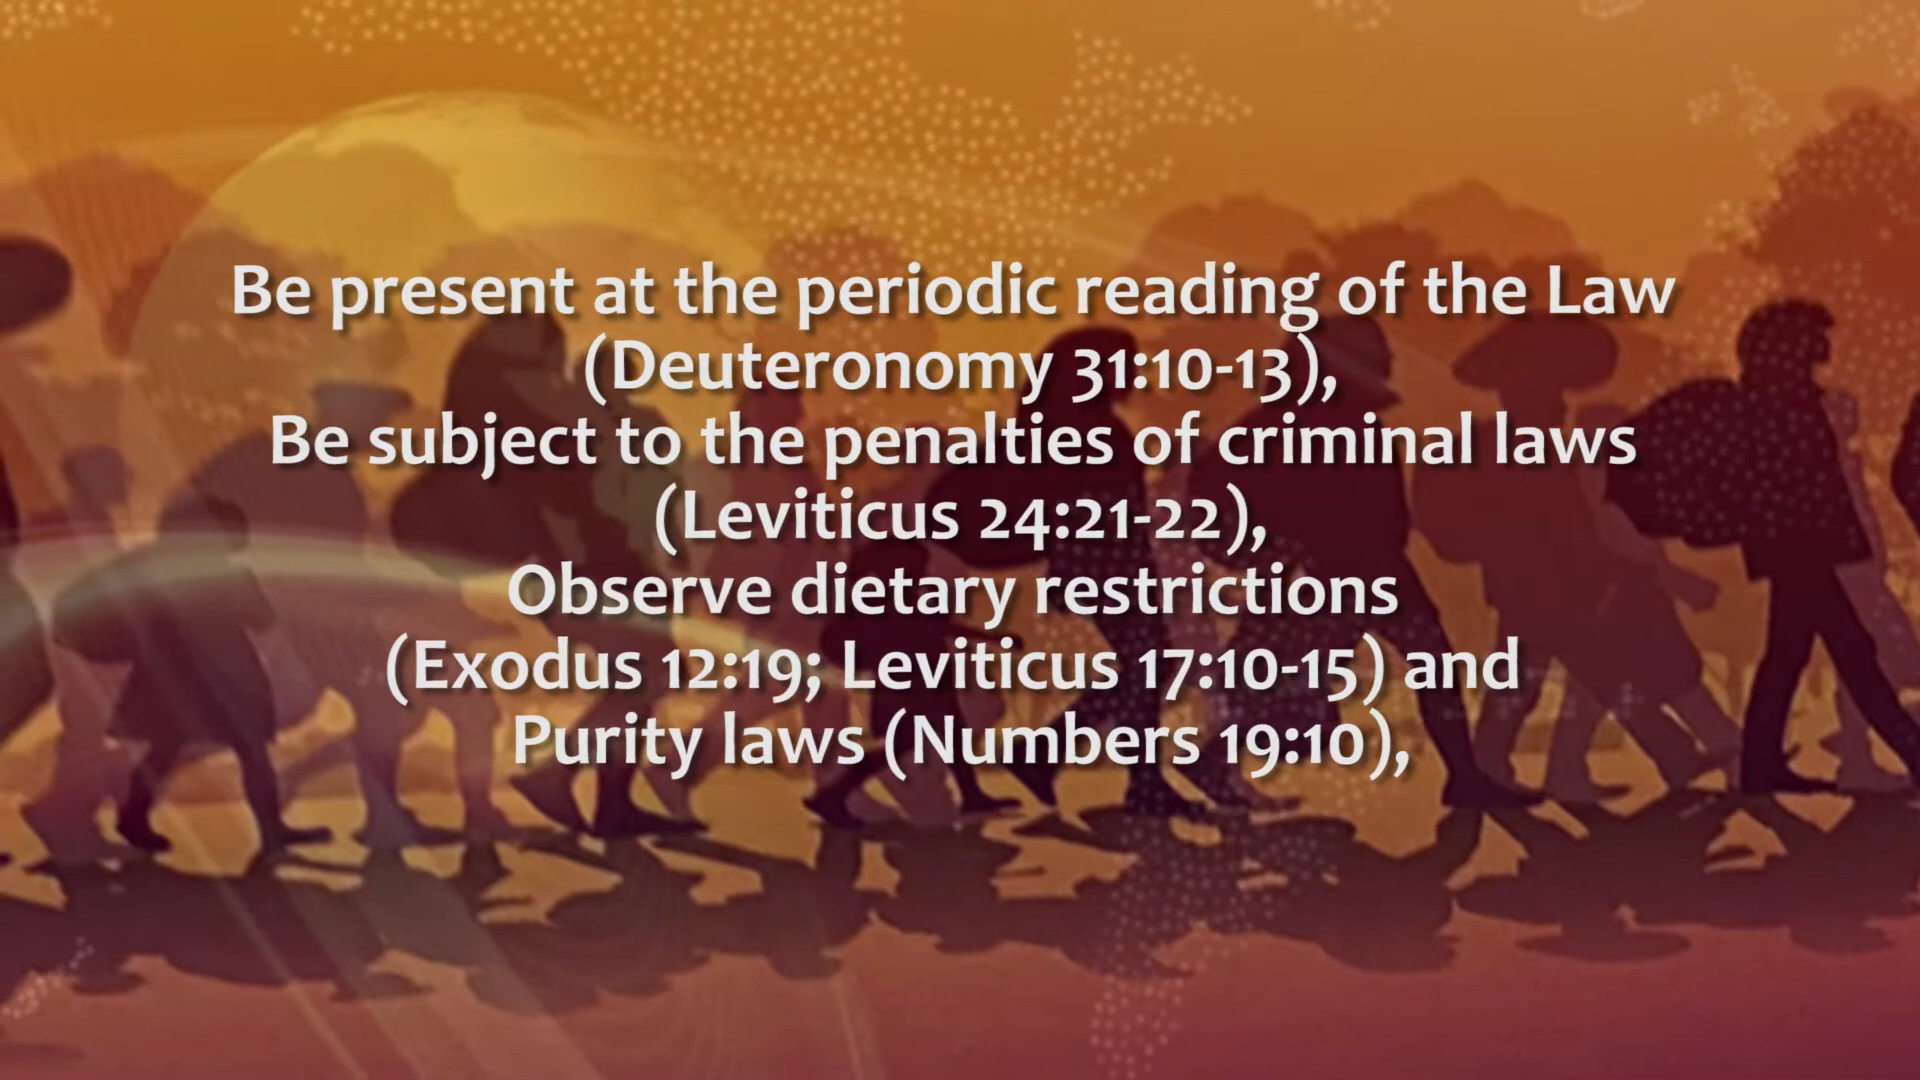 Be present at the periodic reading of the Law
(Deuteronomy 31:10-13),
Be subject to the penalties of criminal laws
(Leviticus 24:21-22),
Observe dietary restrictions
(Exodus 12:19; Leviticus 17:10-15) and
Purity laws (Numbers 19:10),